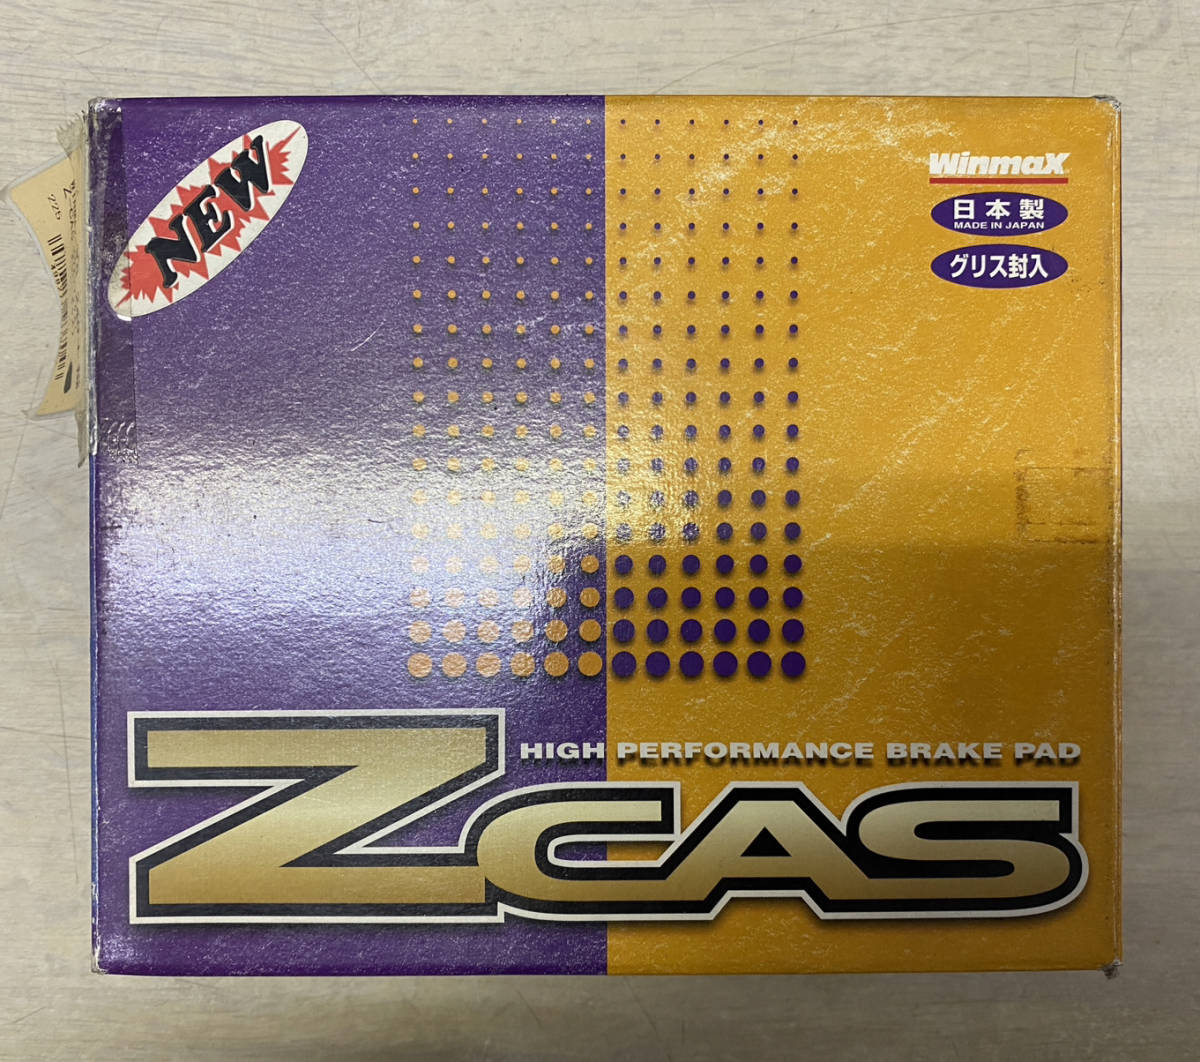 NEW
Winmax
日本製
MADE IN JAPAN
グリス封入
HIGH PERFORMANCE BRAKE PAD
ZCAS